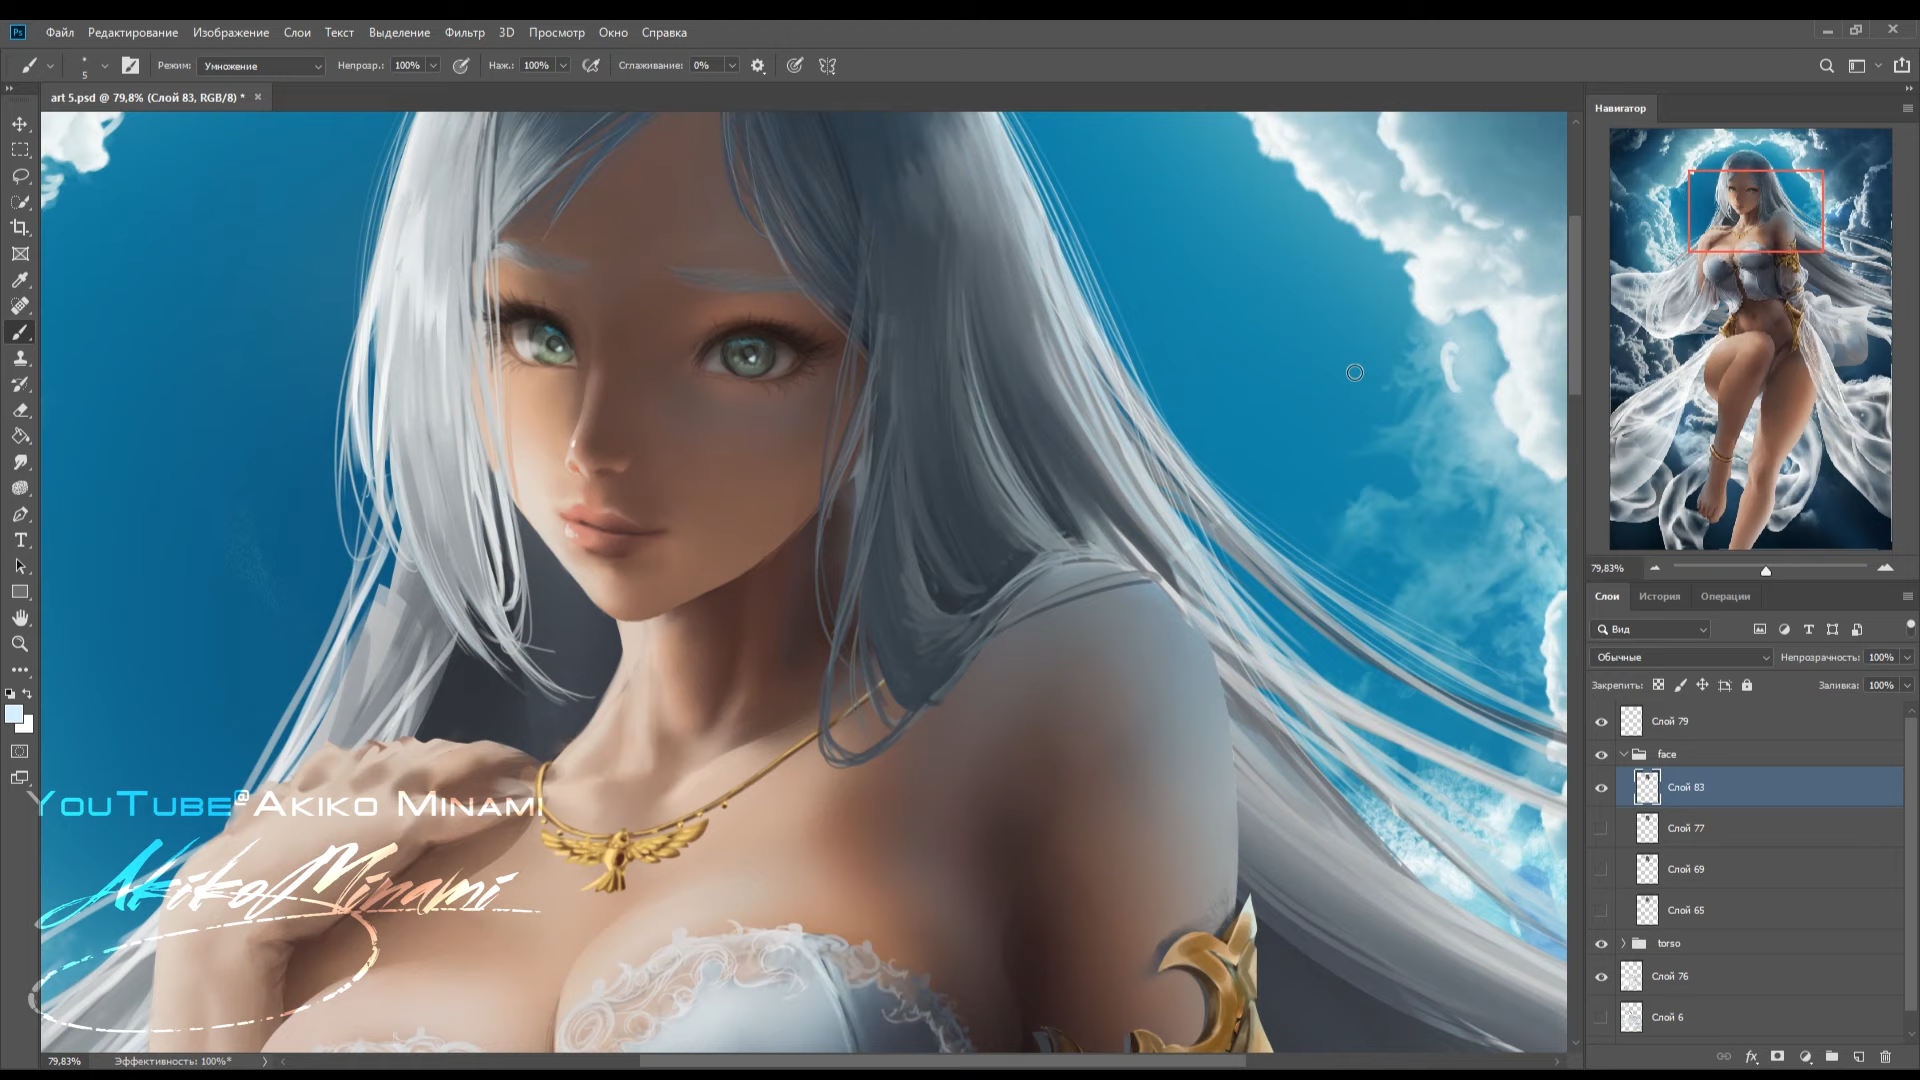 Ps Файл Редактирование Изображение Слои Текст Выделение Фильтр 3D Просмотр Окно Справка
5 Режим: Умножение Непрозр.: 100% Наж.: 100% Сглаживание: 0%
art 5.psd @ 79,8% (Слой 83, RGB/8) *
Навигатор
79,83%
Слои История Операции
Вид
Обычные Непрозрачность: 100%
Закрепить: Заливка: 100%
Слой 79
face
Слой 83
Слой 77
Слой 69
Слой 65
torso
Слой 76
Слой 6
YouTube@Akiko Minami
Akiko Minami
79,83% Эффективность: 100%*